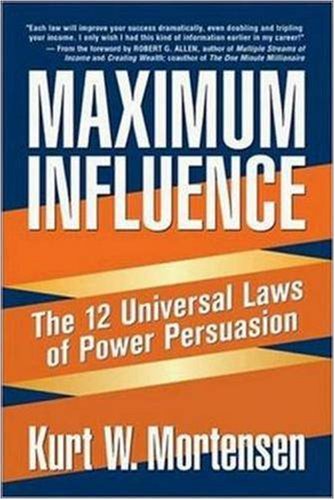 "Each law will improve your success dramatically, even doubling and tripling
your income. I only wish I had this kind of information earlier in my career!"
— From the foreword by ROBERT G. ALLEN, author of Multiple Streams of
Income and Creating Wealth; coauthor of The One Minute Millionaire
MAXIMUM
INFLUENCE
The 12 Universal Laws
of Power Persuasion
Kurt W. Mortensen